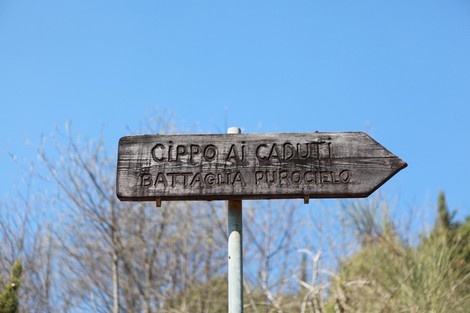 CiPPO Ai CADUTi
BATTAGLIA PUROCIELO